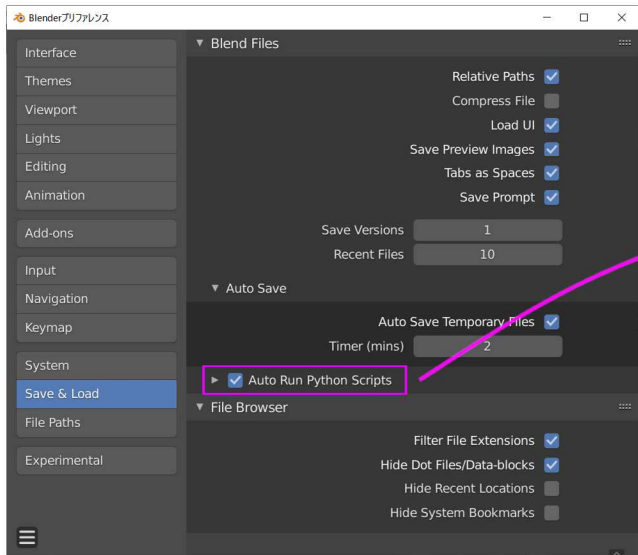 Blenderプリファレンス
Interface
Themes
Viewport
Lights
Editing
Animation
Add-ons
Input
Navigation
Keymap
System
Save & Load
File Paths
Experimental
Blend Files
Relative Paths
Compress File
Load UI
Save Preview Images
Tabs as Spaces
Save Prompt
Save Versions 1
Recent Files 10
Auto Save
Auto Save Temporary Files
Timer (mins) 2
Auto Run Python Scripts
File Browser
Filter File Extensions
Hide Dot Files/Data-blocks
Hide Recent Locations
Hide System Bookmarks